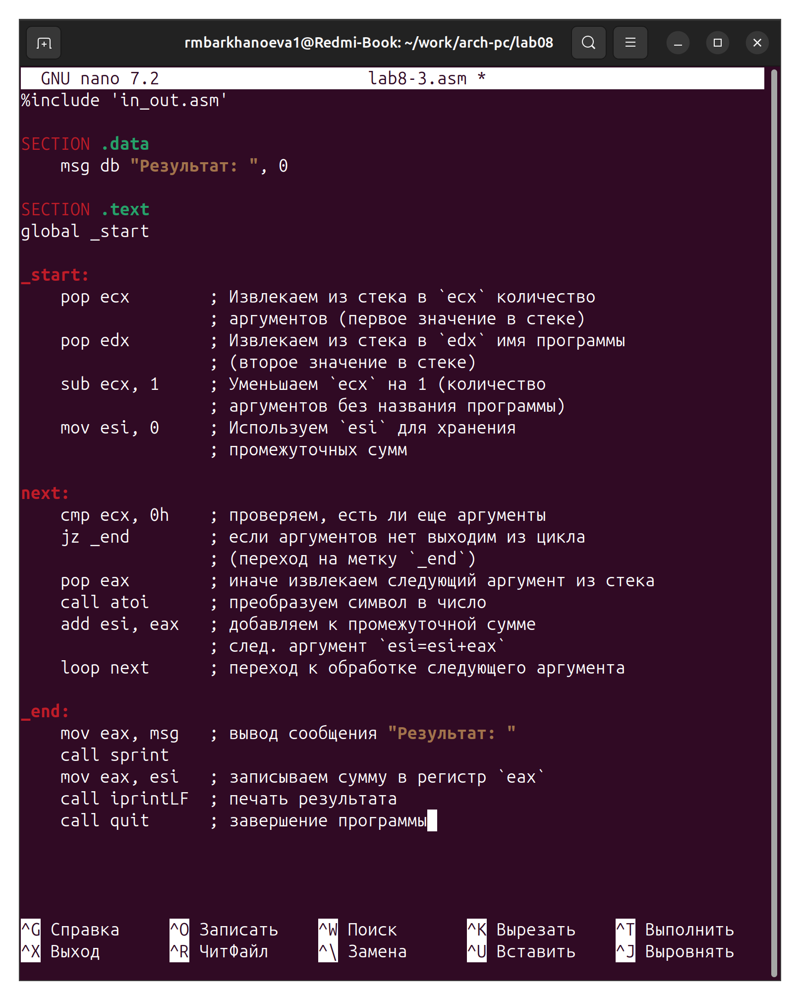 rmbarkhanoeva1@Redmi-Book: ~/work/arch-pc/lab08
GNU nano 7.2 lab8-3.asm *
%include 'in_out.asm'
SECTION .data
msg db "Результат: ", 0
SECTION .text
global _start
_start:
pop ecx ; Извлекаем из стека в `ecx` количество
; аргументов (первое значение в стеке)
pop edx ; Извлекаем из стека в `edx` имя программы
; (второе значение в стеке)
sub ecx, 1 ; Уменьшаем `ecx` на 1 (количество
; аргументов без названия программы)
mov esi, 0 ; Используем `esi` для хранения
; промежуточных сумм
next:
cmp ecx, 0h ; проверяем, есть ли еще аргументы
jz _end ; если аргументов нет выходим из цикла
; (переход на метку `_end`)
pop eax ; иначе извлекаем следующий аргумент из стека
call atoi ; преобразуем символ в число
add esi, eax ; добавляем к промежуточной сумме
; след. аргумент `esi=esi+eax`
loop next ; переход к обработке следующего аргумента
_end:
mov eax, msg ; вывод сообщения "Результат: "
call sprint
mov eax, esi ; записываем сумму в регистр `eax`
call iprintLF ; печать результата
call quit ; завершение программы
^G Справка ^O Записать ^W Поиск ^K Вырезать ^T Выполнить
^X Выход ^R ЧитФайл ^\ Замена ^U Вставить ^J Выровнять